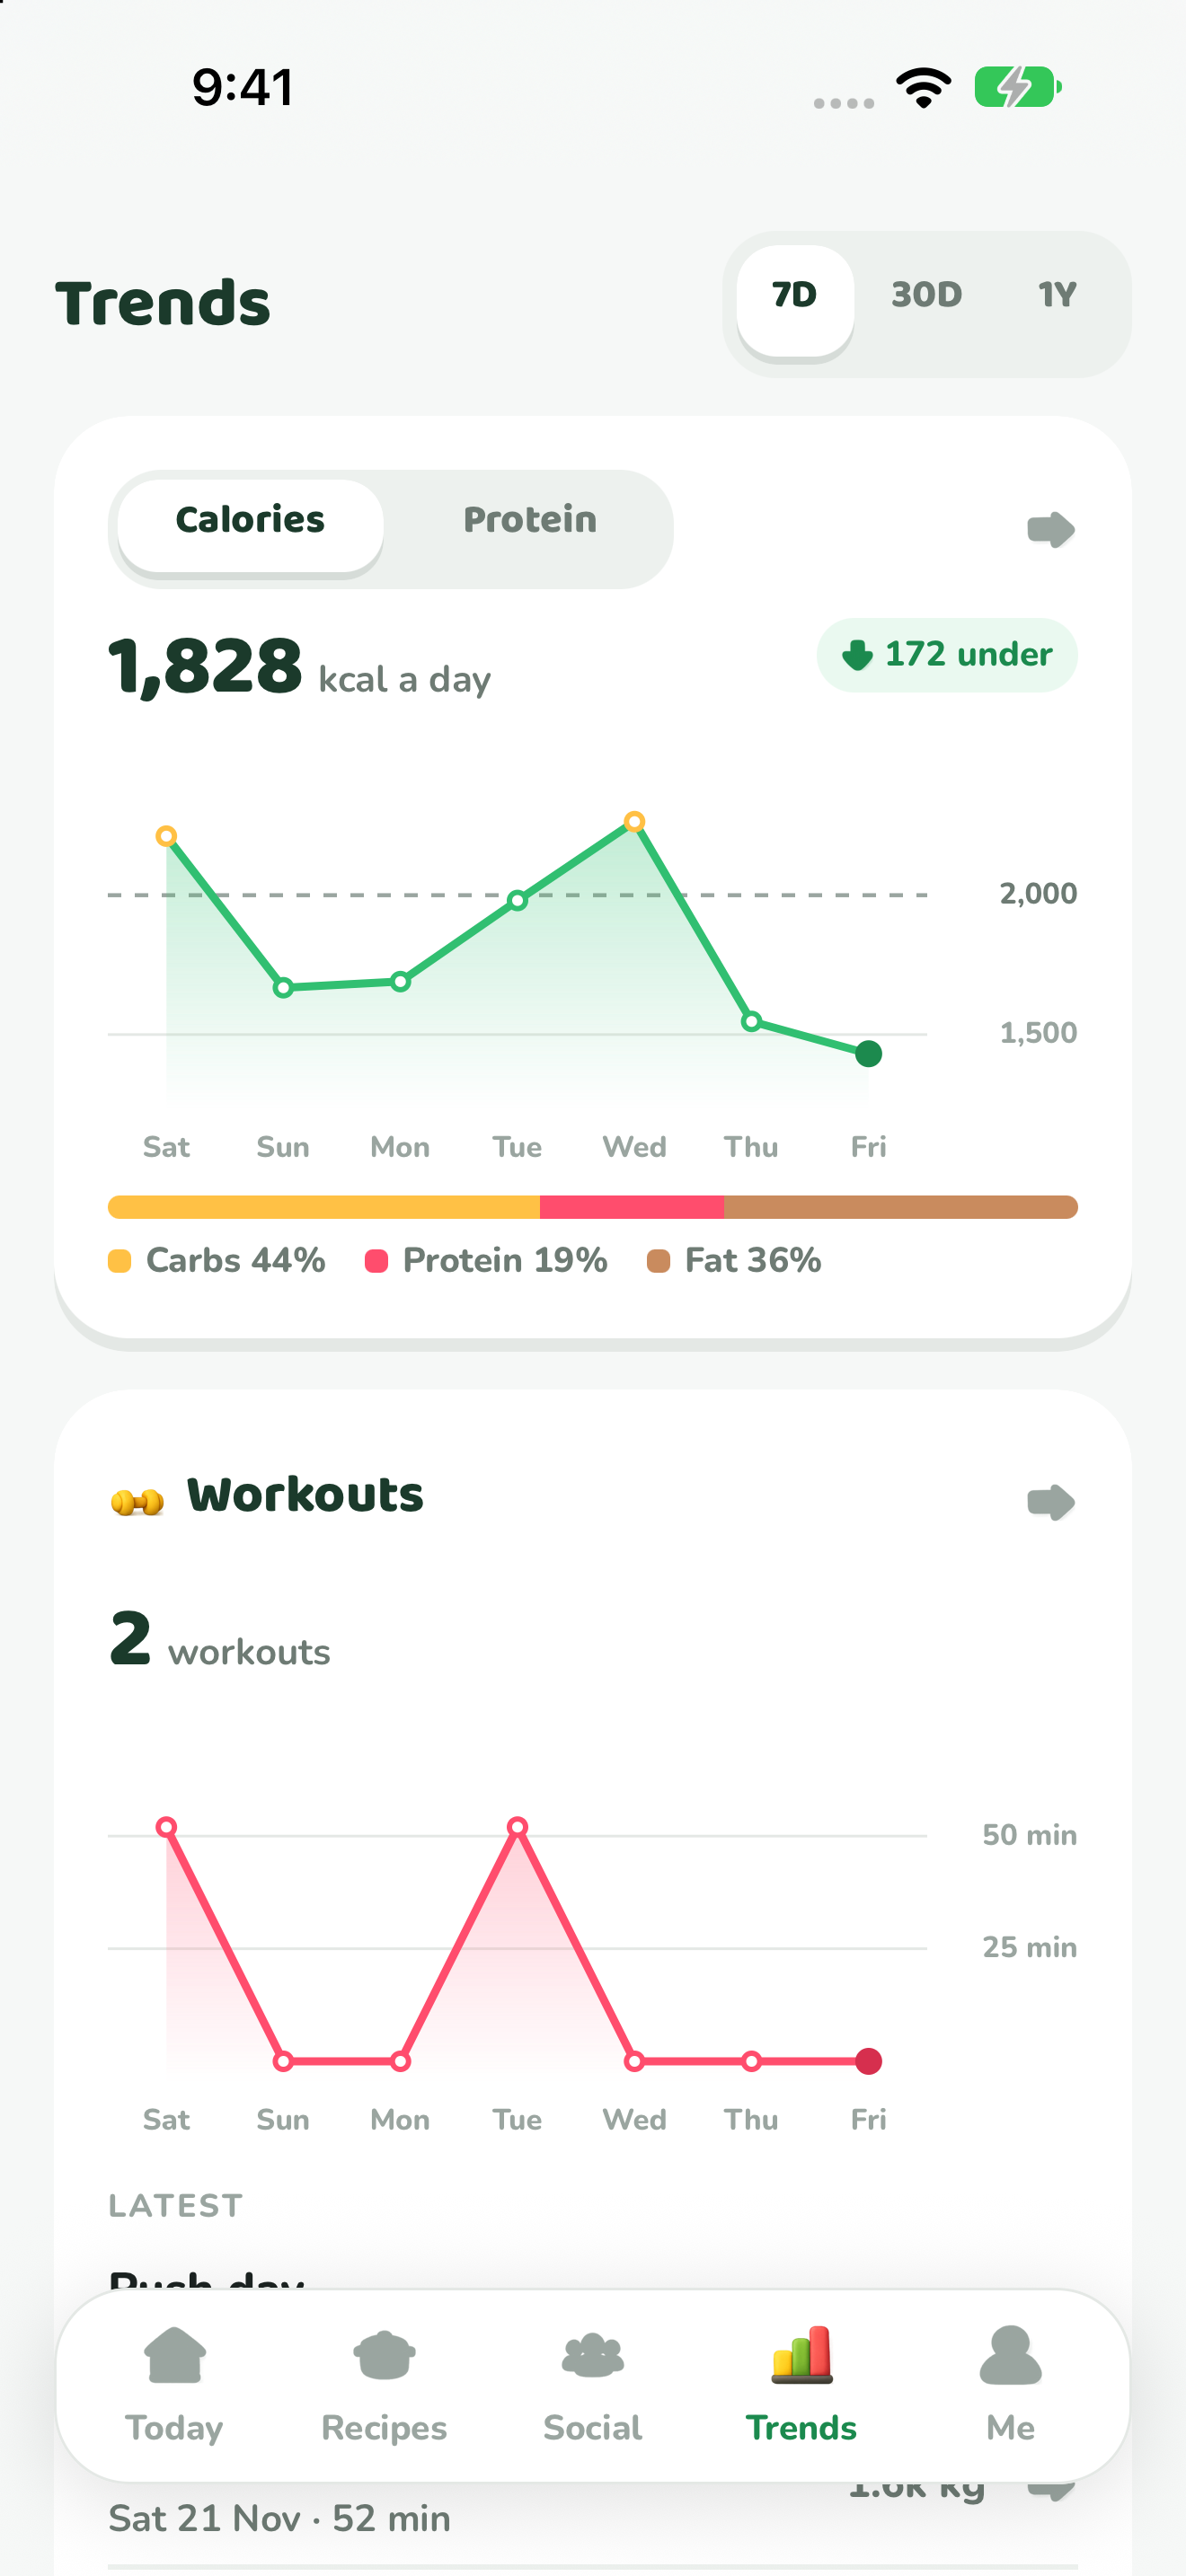 9:41
Trends
7D 30D 1Y
Calories Protein
1,828 kcal a day
172 under
2,000
1,500
Sat Sun Mon Tue Wed Thu Fri
Carbs 44% Protein 19% Fat 36%
Workouts
2 workouts
50 min
25 min
Sat Sun Mon Tue Wed Thu Fri
LATEST
Push day
Today Recipes Social Trends Me
Sat 21 Nov · 52 min